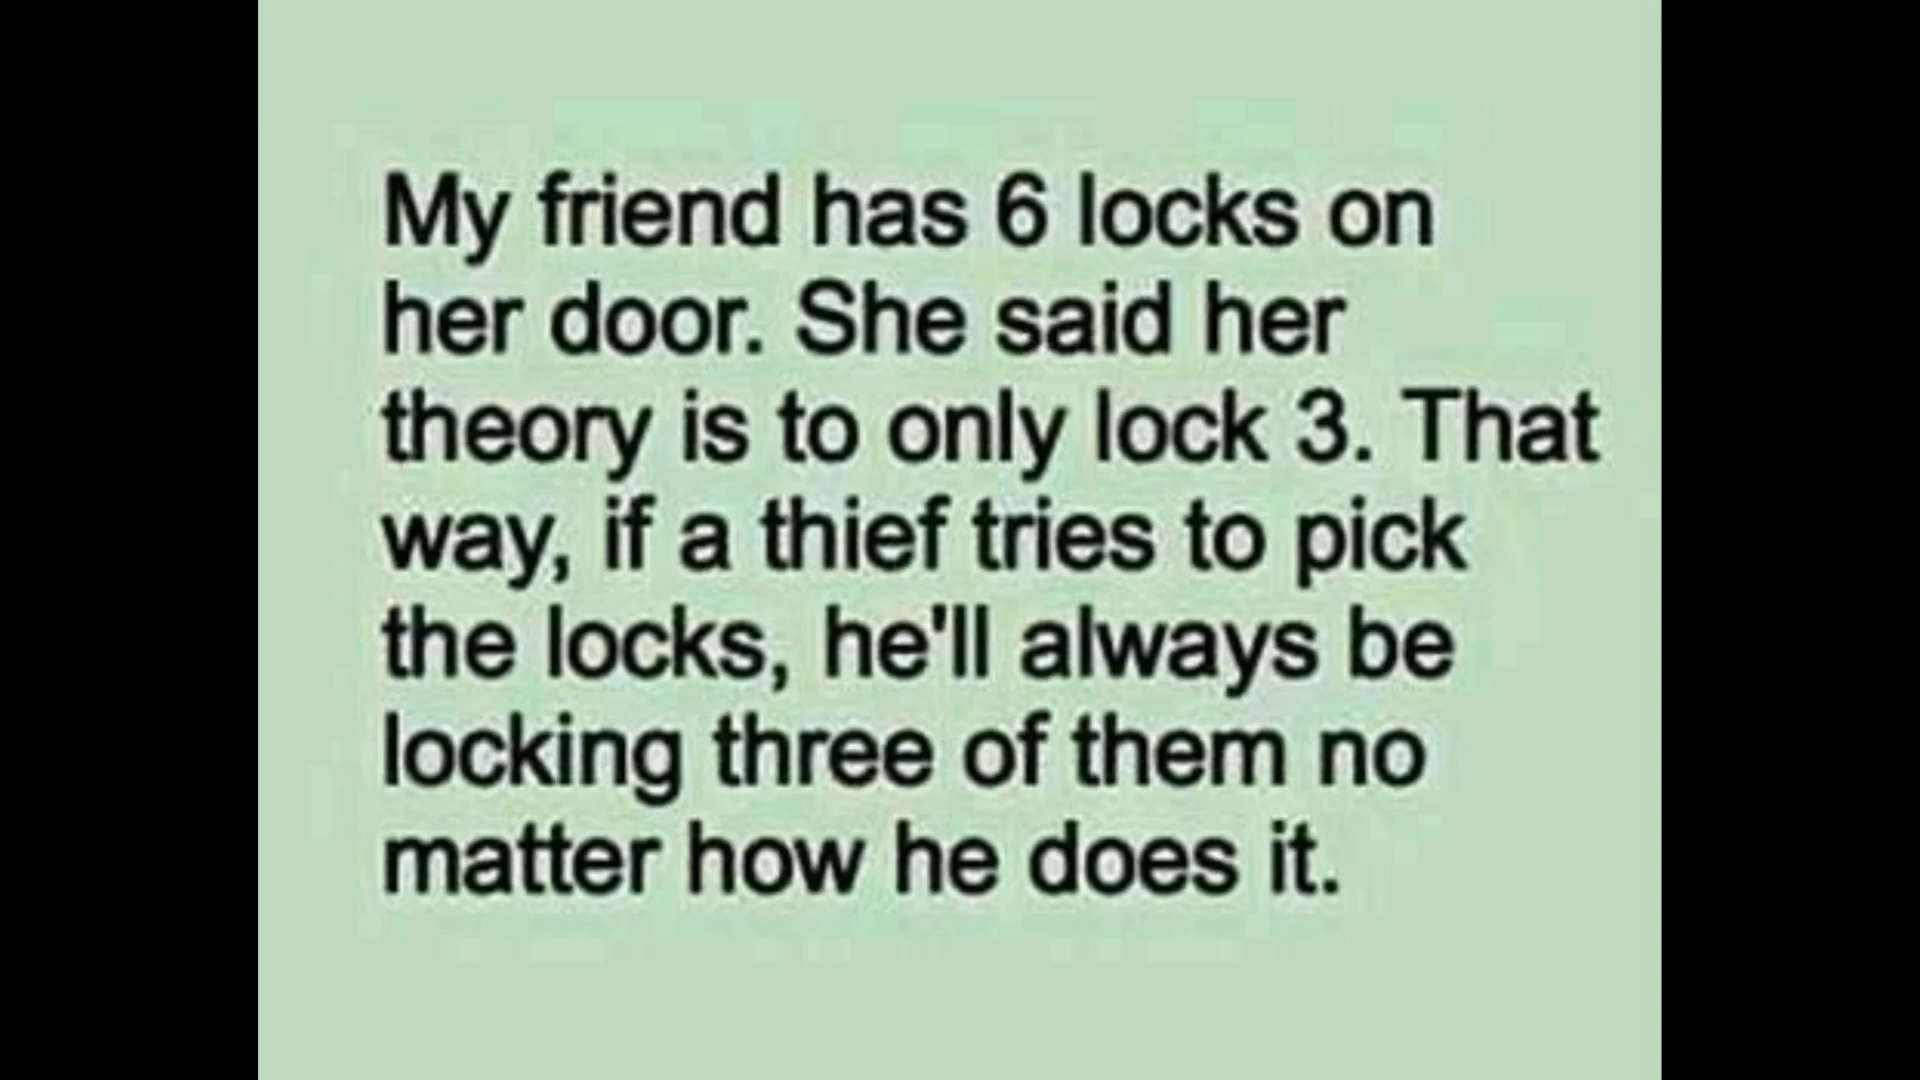 My friend has 6 locks on
her door. She said her
theory is to only lock 3. That
way, if a thief tries to pick
the locks, he'll always be
locking three of them no
matter how he does it.